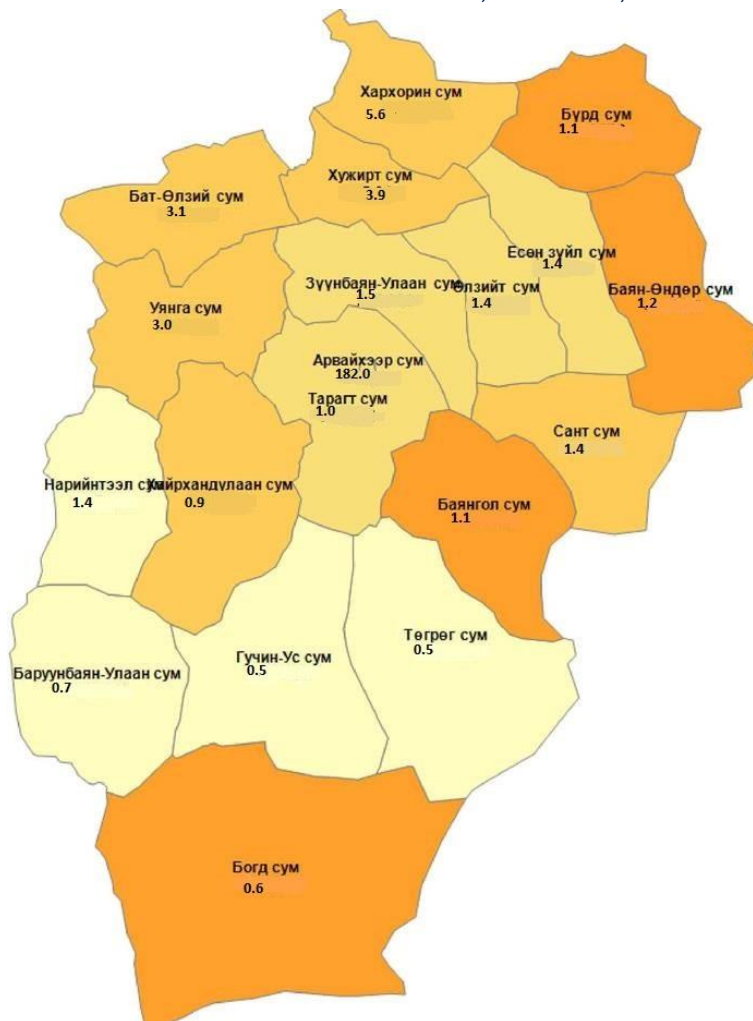 Хархорин сум
5.6
Бүрд сум
1.1
Хужирт сум
3.9
Бат-Өлзий сум
3.1
Есөн зүйл сум
1.4
Зүүнбаян-Улаан сум
1.5
Өлзийт сум
1.4
Баян-Өндөр сум
1,2
Уянга сум
3.0
Арвайхээр сум
182.0
Тарагт сум
1.0
Сант сум
1.4
Нарийнтээл сум
1.4
Хайрхандулаан сум
0.9
Баянгол сум
1.1
Төгрөг сум
0.5
Гучин-Ус сум
0.5
Баруунбаян-Улаан сум
0.7
Богд сум
0.6